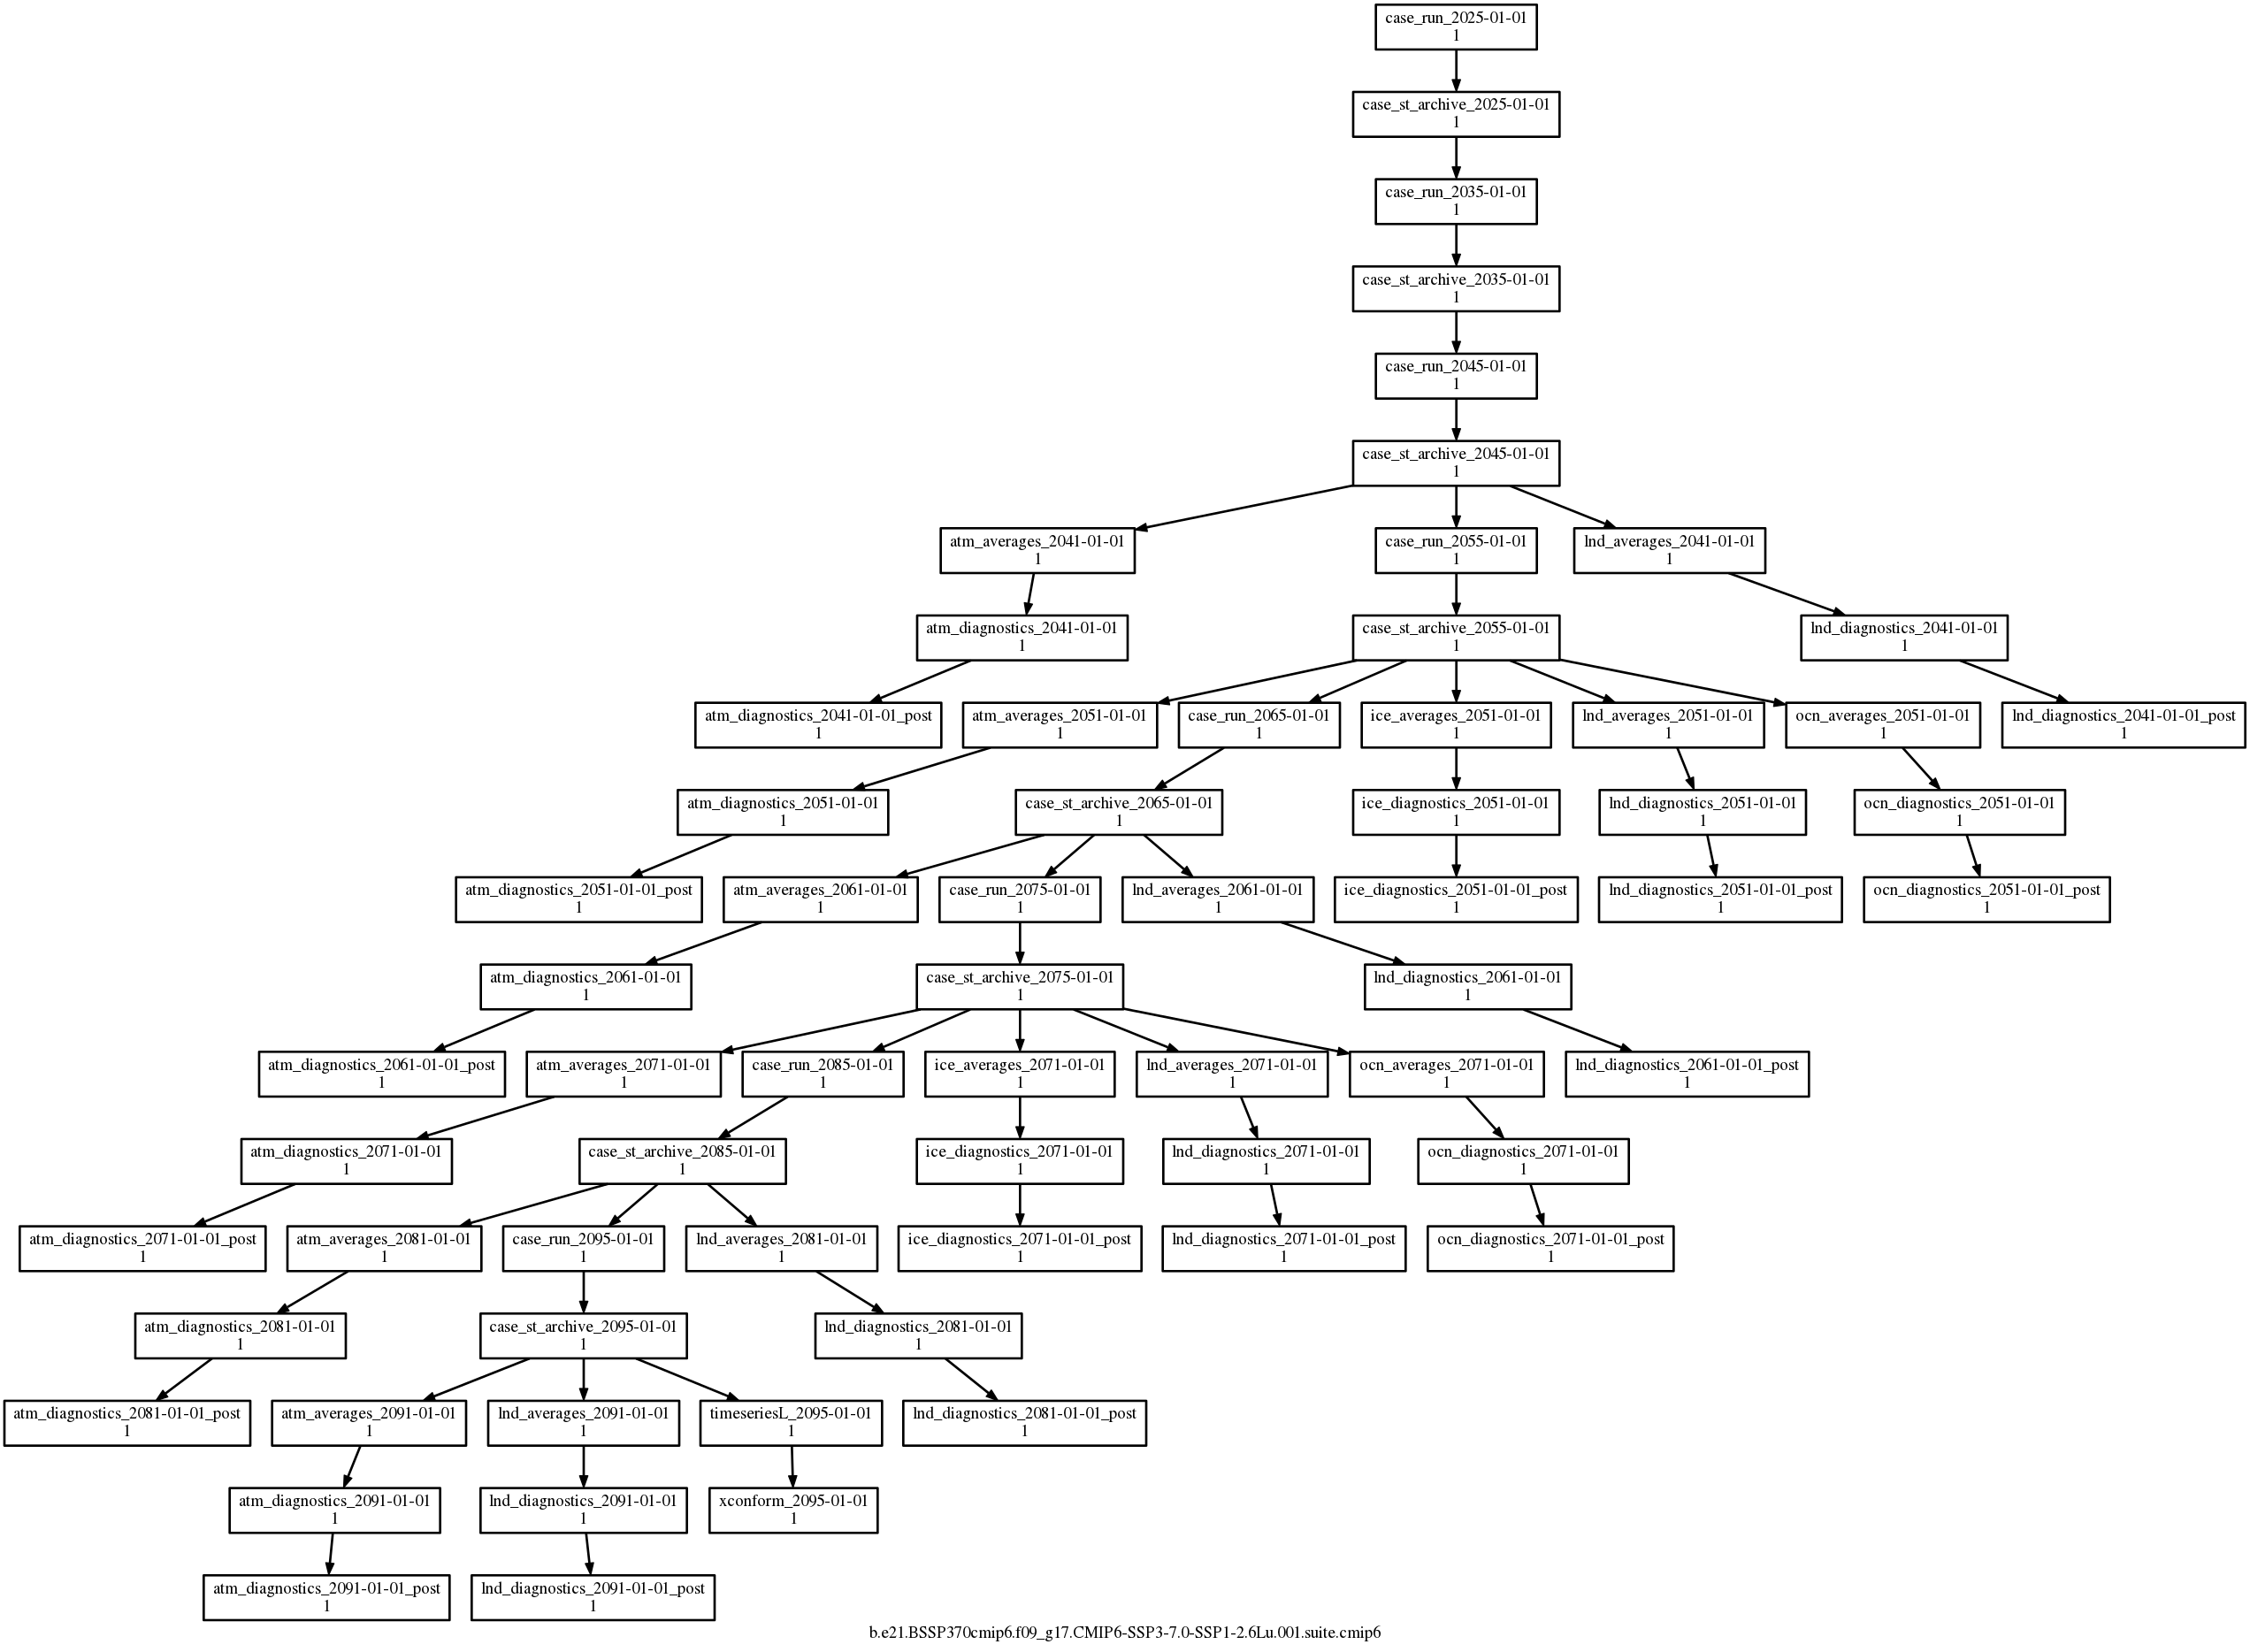 case_run_2025-01-01
1
case_st_archive_2025-01-01
1
case_run_2035-01-01
1
case_st_archive_2035-01-01
1
case_run_2045-01-01
1
case_st_archive_2045-01-01
1
atm_averages_2041-01-01
1
case_run_2055-01-01
1
lnd_averages_2041-01-01
1
atm_diagnostics_2041-01-01
1
case_st_archive_2055-01-01
1
lnd_diagnostics_2041-01-01
1
atm_diagnostics_2041-01-01_post
1
atm_averages_2051-01-01
1
case_run_2065-01-01
1
ice_averages_2051-01-01
1
lnd_averages_2051-01-01
1
ocn_averages_2051-01-01
1
lnd_diagnostics_2041-01-01_post
1
atm_diagnostics_2051-01-01
1
case_st_archive_2065-01-01
1
ice_diagnostics_2051-01-01
1
lnd_diagnostics_2051-01-01
1
ocn_diagnostics_2051-01-01
1
atm_diagnostics_2051-01-01_post
1
atm_averages_2061-01-01
1
case_run_2075-01-01
1
lnd_averages_2061-01-01
1
ice_diagnostics_2051-01-01_post
1
lnd_diagnostics_2051-01-01_post
1
ocn_diagnostics_2051-01-01_post
1
atm_diagnostics_2061-01-01
1
case_st_archive_2075-01-01
1
lnd_diagnostics_2061-01-01
1
atm_diagnostics_2061-01-01_post
1
atm_averages_2071-01-01
1
case_run_2085-01-01
1
ice_averages_2071-01-01
1
lnd_averages_2071-01-01
1
ocn_averages_2071-01-01
1
lnd_diagnostics_2061-01-01_post
1
atm_diagnostics_2071-01-01
1
case_st_archive_2085-01-01
1
ice_diagnostics_2071-01-01
1
lnd_diagnostics_2071-01-01
1
ocn_diagnostics_2071-01-01
1
atm_diagnostics_2071-01-01_post
1
atm_averages_2081-01-01
1
case_run_2095-01-01
1
lnd_averages_2081-01-01
1
ice_diagnostics_2071-01-01_post
1
lnd_diagnostics_2071-01-01_post
1
ocn_diagnostics_2071-01-01_post
1
atm_diagnostics_2081-01-01
1
case_st_archive_2095-01-01
1
lnd_diagnostics_2081-01-01
1
atm_diagnostics_2081-01-01_post
1
atm_averages_2091-01-01
1
lnd_averages_2091-01-01
1
timeseriesL_2095-01-01
1
lnd_diagnostics_2081-01-01_post
1
atm_diagnostics_2091-01-01
1
lnd_diagnostics_2091-01-01
1
xconform_2095-01-01
1
atm_diagnostics_2091-01-01_post
1
lnd_diagnostics_2091-01-01_post
1
b.e21.BSSP370cmip6.f09_g17.CMIP6-SSP3-7.0-SSP1-2.6Lu.001.suite.cmip6